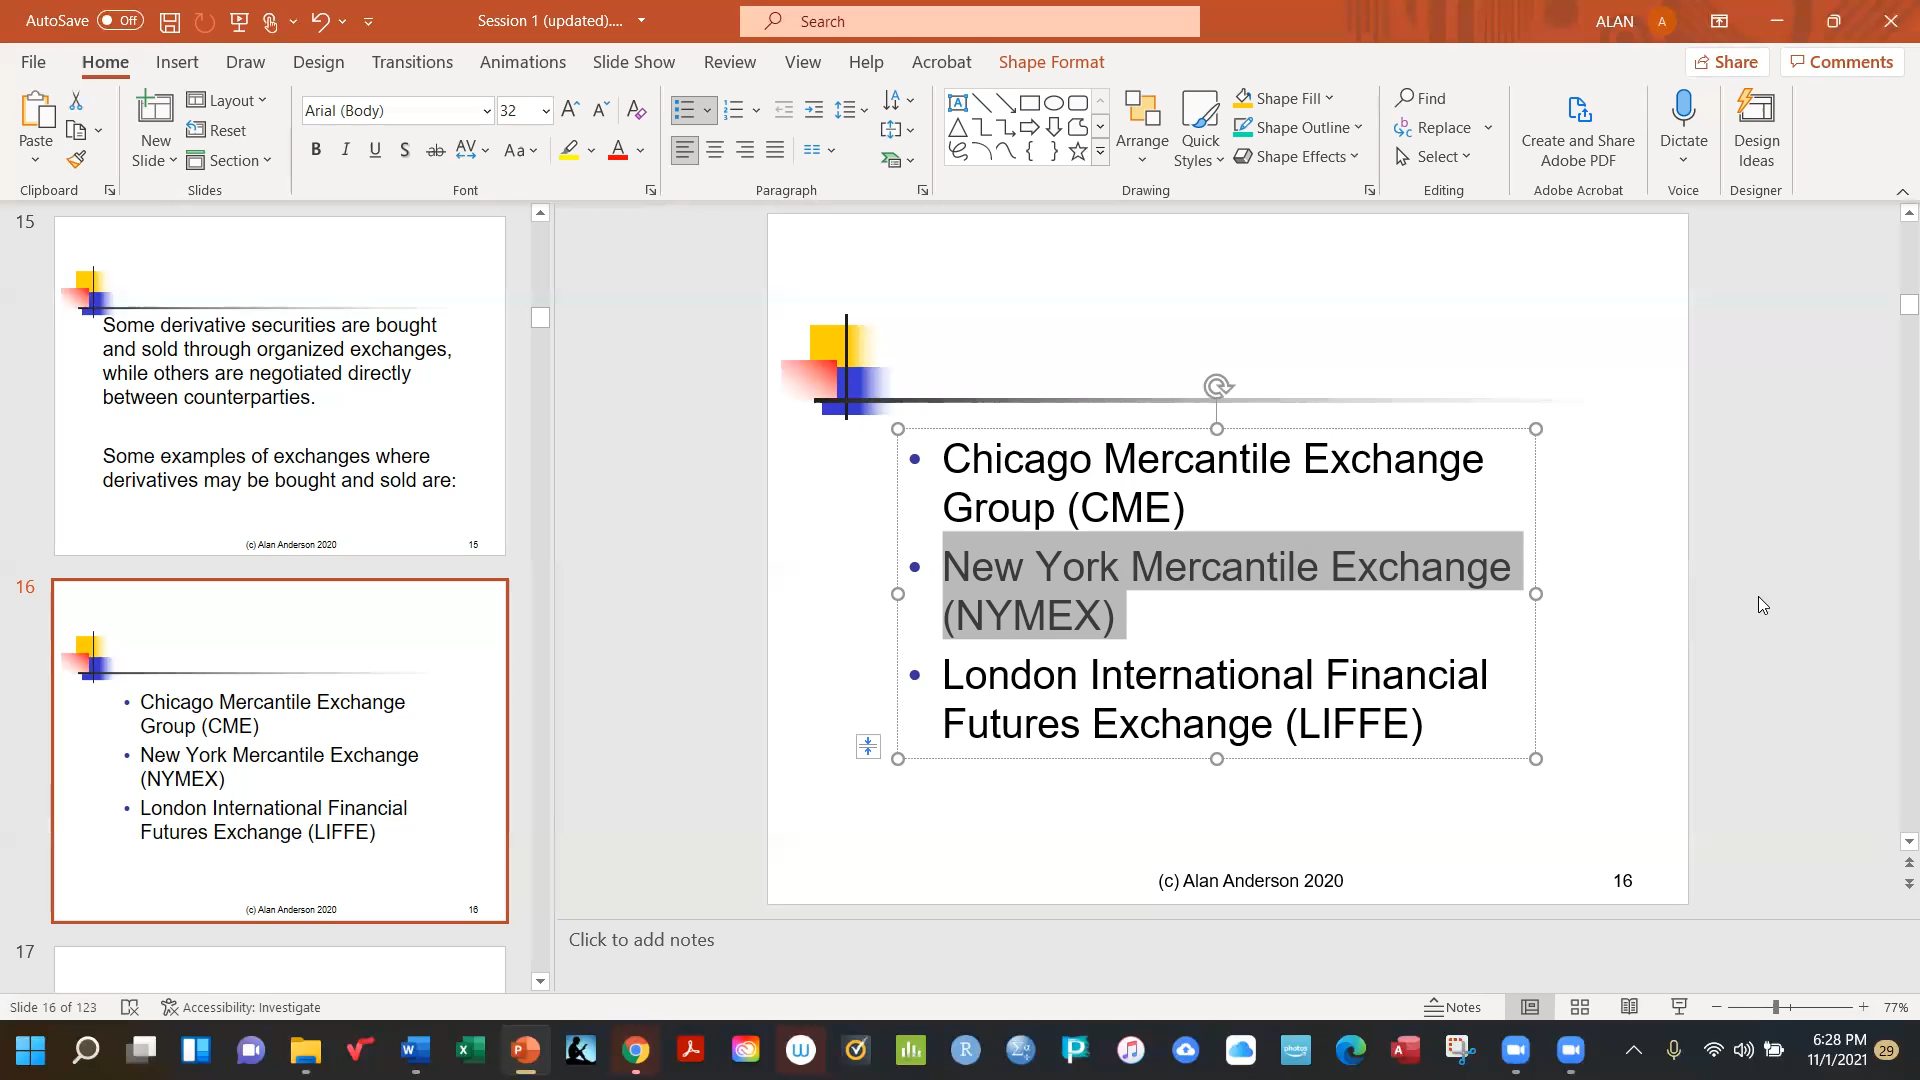 AutoSave Off
Session 1 (updated)....
Search
ALAN A
File Home Insert Draw Design Transitions Animations Slide Show Review View Help Acrobat Shape Format
Share
Comments
Paste
Clipboard
New
Slide
Layout
Reset
Section
Slides
Arial (Body) 32
B I U S ab AV Aa A
Font
Paragraph
Arrange
Quick
Styles
Shape Fill
Shape Outline
Shape Effects
Drawing
Find
Replace
Select
Editing
Create and Share
Adobe PDF
Adobe Acrobat
Dictate
Voice
Design
Ideas
Designer
15
Some derivative securities are bought
and sold through organized exchanges,
while others are negotiated directly
between counterparties.
Some examples of exchanges where
derivatives may be bought and sold are:
(c) Alan Anderson 2020 15
16
• Chicago Mercantile Exchange
Group (CME)
• New York Mercantile Exchange
(NYMEX)
• London International Financial
Futures Exchange (LIFFE)
(c) Alan Anderson 2020 16
17
• Chicago Mercantile Exchange
Group (CME)
• New York Mercantile Exchange
(NYMEX)
• London International Financial
Futures Exchange (LIFFE)
(c) Alan Anderson 2020 16
Click to add notes
Slide 16 of 123
Accessibility: Investigate
Notes
77%
6:28 PM
11/1/2021
29